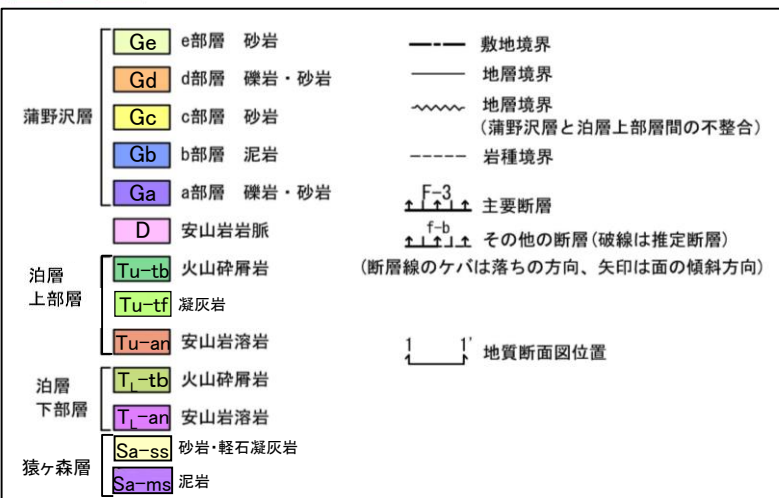 蒲野沢層
Ge e部層 砂岩
Gd d部層 礫岩・砂岩
Gc c部層 砂岩
Gb b部層 泥岩
Ga a部層 礫岩・砂岩
D 安山岩岩脈
泊層
上部層
Tu-tb 火山砕屑岩
Tu-tf 凝灰岩
Tu-an 安山岩溶岩
泊層
下部層
TL-tb 火山砕屑岩
TL-an 安山岩溶岩
猿ヶ森層
Sa-ss 砂岩・軽石凝灰岩
Sa-ms 泥岩
敷地境界
地層境界
地層境界
(蒲野沢層と泊層上部層間の不整合)
岩種境界
F-3 主要断層
f-b その他の断層(破線は推定断層)
(断層線のケバは落ちの方向、矢印は面の傾斜方向)
1 1' 地質断面図位置